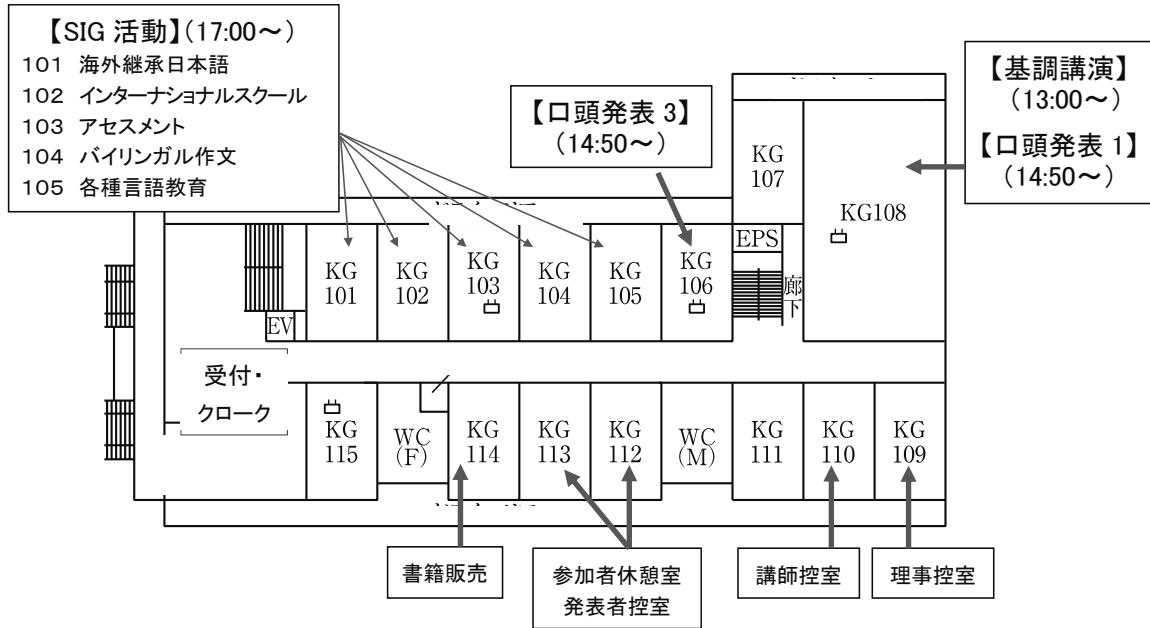 【SIG 活動】(17:00~)
101 海外継承日本語
102 インターナショナルスクール
103 アセスメント
104 バイリンガル作文
105 各種言語教育
【口頭発表 3】
(14:50~)
【基調講演】
(13:00~)
【口頭発表 1】
(14:50~)
KG
107
KG108
EPS
廊
下
KG
101
KG
102
KG
103
KG
104
KG
105
KG
106
EV
受付・
クローク
KG
115
WC
(F)
KG
114
KG
113
KG
112
WC
(M)
KG
111
KG
110
KG
109
書籍販売
参加者休憩室
発表者控室
講師控室
理事控室